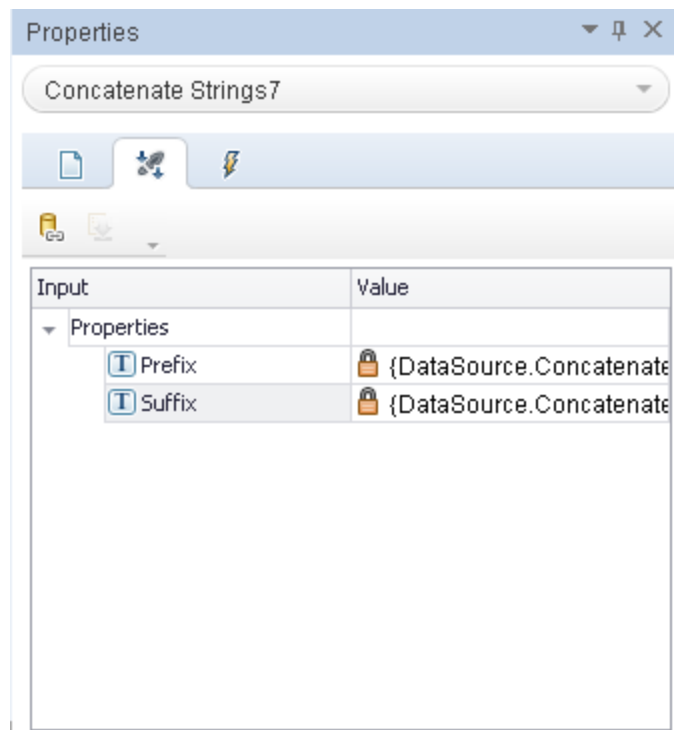 Properties
Concatenate Strings7
Input Value
Properties
T Prefix {DataSource.Concatenate
T Suffix {DataSource.Concatenate